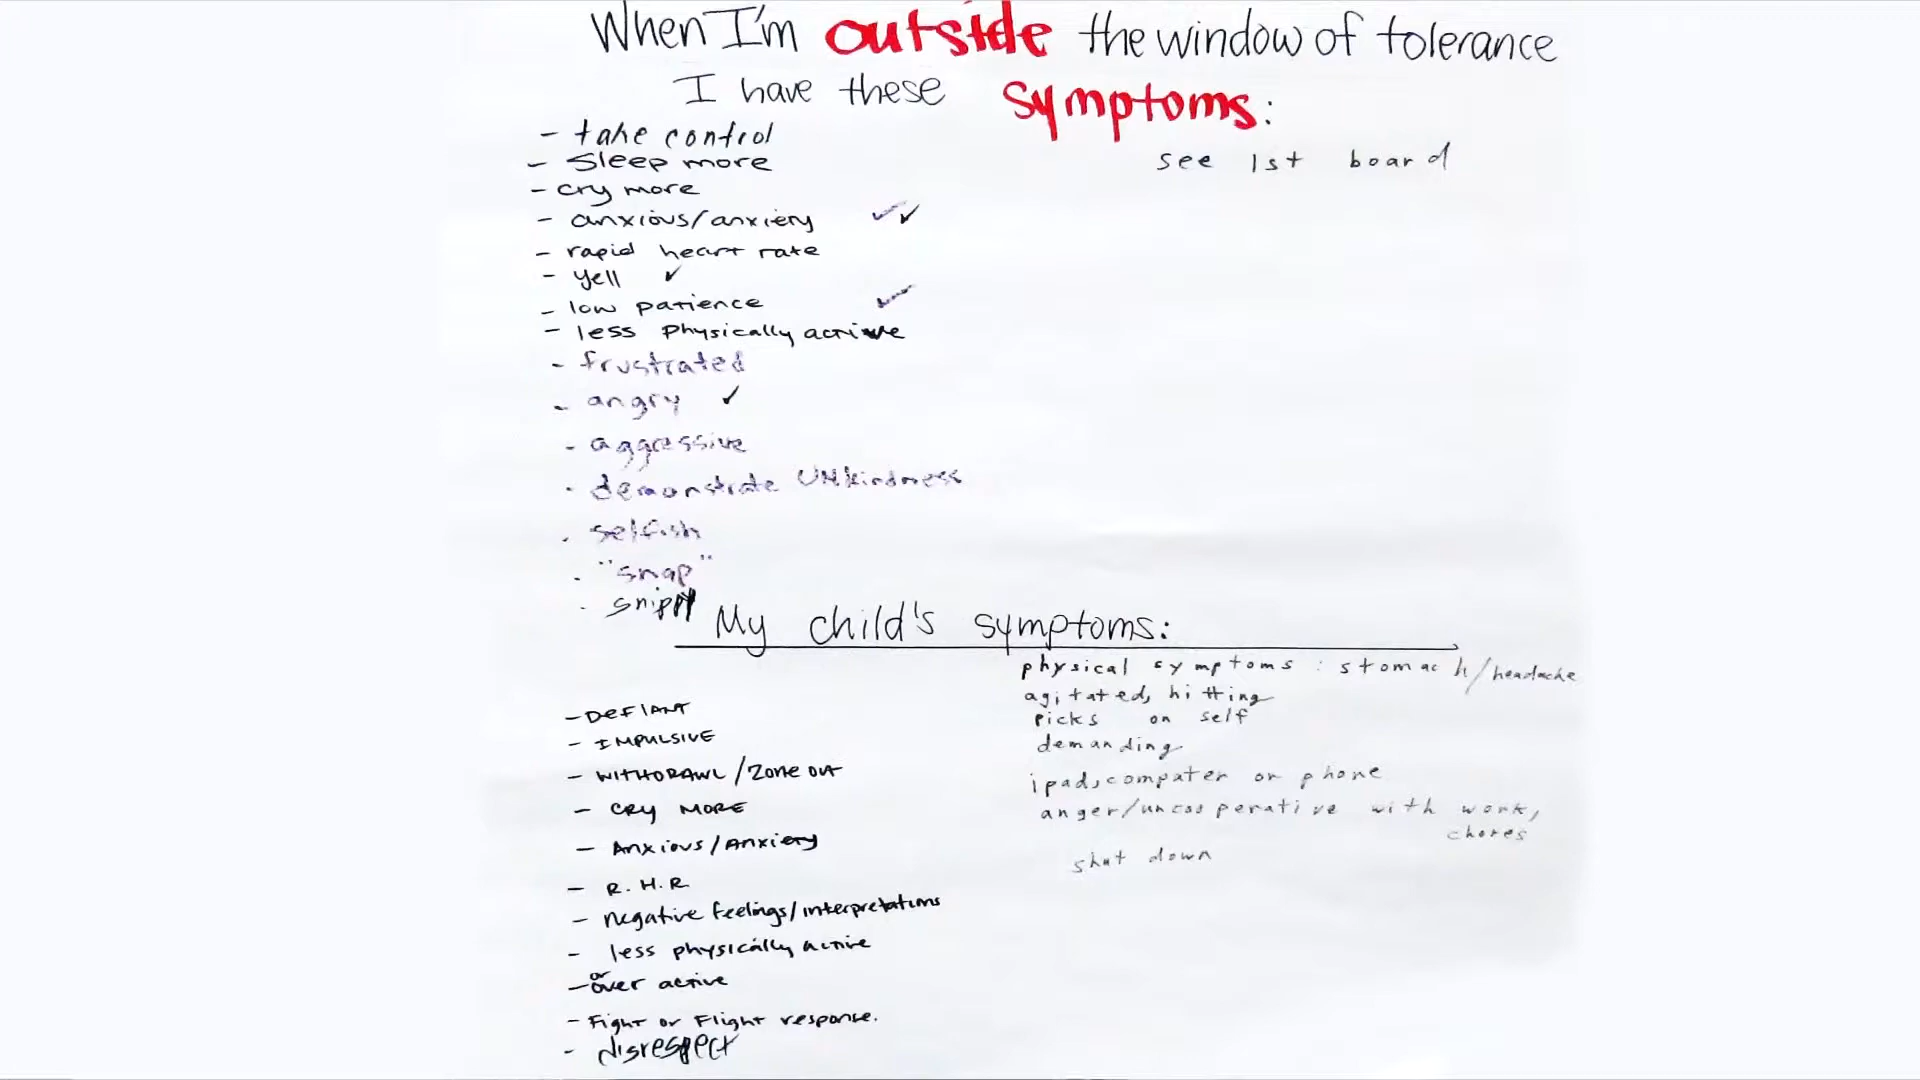 When I'm outside the window of tolerance
I have these symptoms:
- take control
- Sleep more
- cry more
- anxious/anxiety ✓✓
- rapid heart rate
- yell ✓
- low patience ✓
- less physically active
- frustrated
- angry ✓
- aggressive
- demonstrate UNkindness
- selfish
- "snap"
- snippy
see 1st board
My child's symptoms:
- DEFIANT
- IMPULSIVE
- WITHDRAWL/Zone out
- CRY MORE
- Anxious/Anxiety
- R.H.R
- negative feelings/interpretations
- less physically active
or
- over active
- Fight or Flight response.
- disrespect
physical symptoms: stomach/headache
agitated, hitting
picks on self
demanding
ipad, computer or phone
anger/uncooperative with work,
chores
shut down